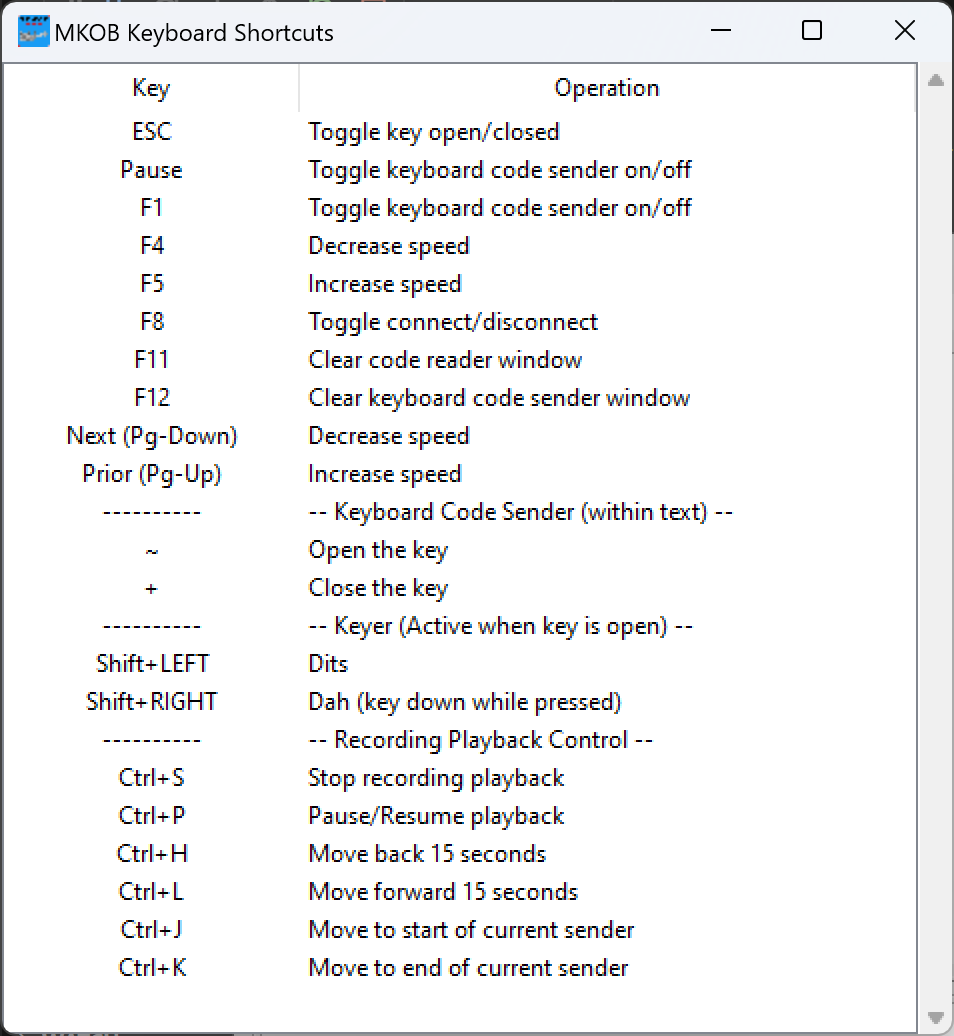 MKOB Keyboard Shortcuts
Key Operation
ESC Toggle key open/closed
Pause Toggle keyboard code sender on/off
F1 Toggle keyboard code sender on/off
F4 Decrease speed
F5 Increase speed
F8 Toggle connect/disconnect
F11 Clear code reader window
F12 Clear keyboard code sender window
Next (Pg-Down) Decrease speed
Prior (Pg-Up) Increase speed
---------- -- Keyboard Code Sender (within text) --
~ Open the key
+ Close the key
---------- -- Keyer (Active when key is open) --
Shift+LEFT Dits
Shift+RIGHT Dah (key down while pressed)
---------- -- Recording Playback Control --
Ctrl+S Stop recording playback
Ctrl+P Pause/Resume playback
Ctrl+H Move back 15 seconds
Ctrl+L Move forward 15 seconds
Ctrl+J Move to start of current sender
Ctrl+K Move to end of current sender